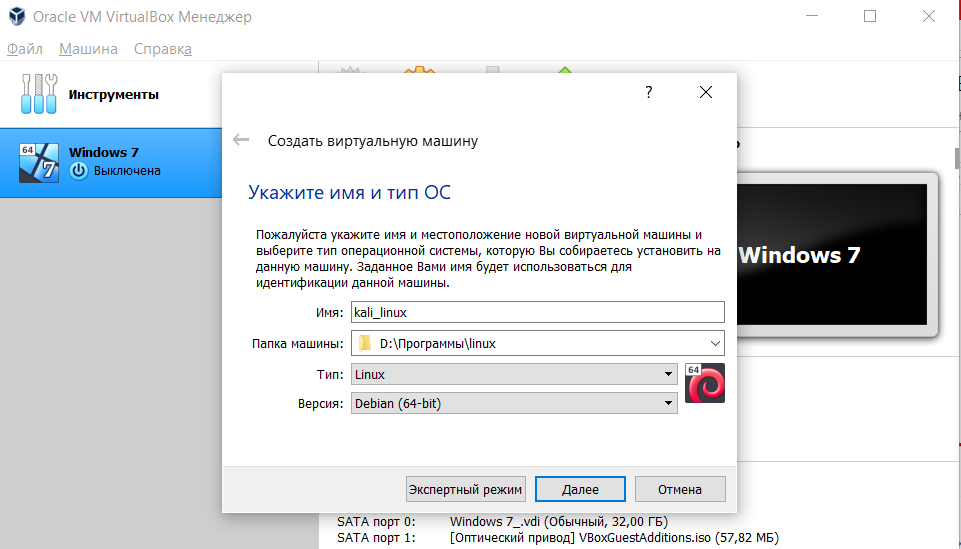 Oracle VM VirtualBox Менеджер
Файл Машина Справка
Инструменты
64
7
Windows 7
Выключена
?
Создать виртуальную машину
Укажите имя и тип ОС
Пожалуйста укажите имя и местоположение новой виртуальной машины и
выберите тип операционной системы, которую Вы собираетесь установить на
данную машину. Заданное Вами имя будет использоваться для
идентификации данной машины.
Имя: kali_linux
Папка машины: D:\Программы\linux
Тип: Linux
64
Версия: Debian (64-bit)
Экспертный режим Далее Отмена
Windows 7
SATA порт 0: Windows 7_.vdi (Обычный, 32,00 ГБ)
SATA порт 1: [Оптический привод] VBoxGuestAdditions.iso (57,82 МБ)